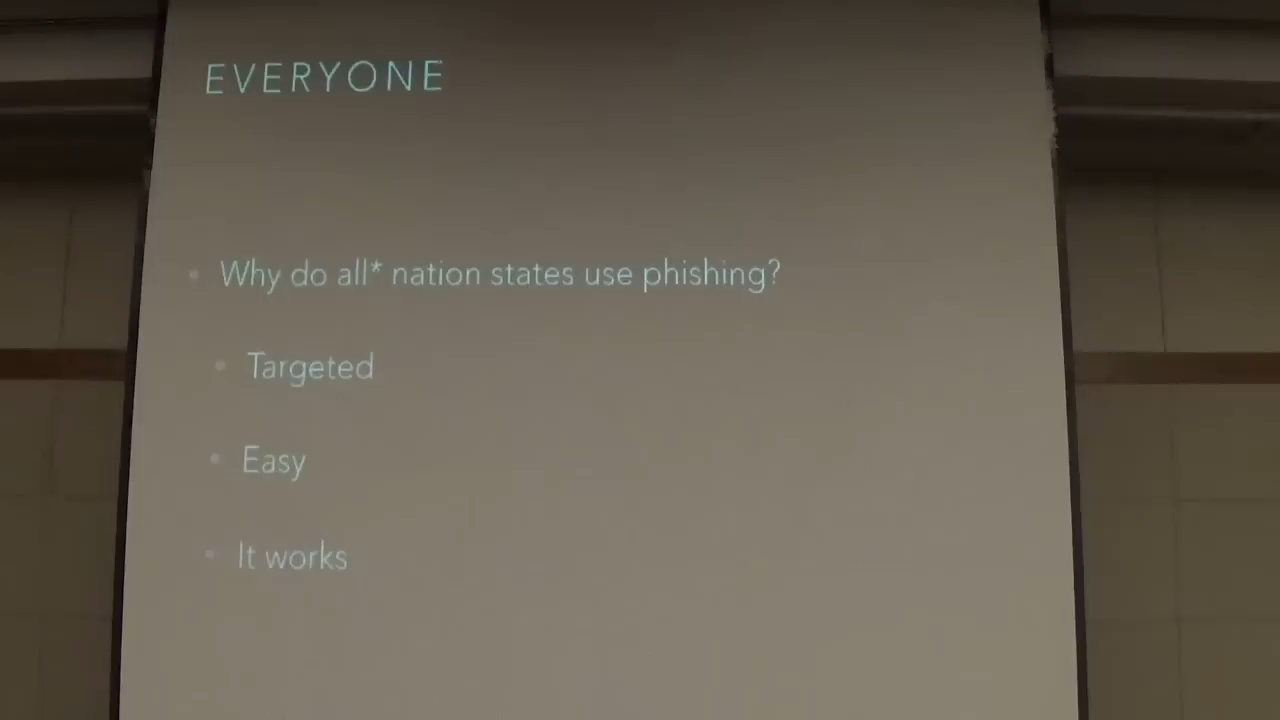 EVERYONE
• Why do all* nation states use phishing?
• Targeted
• Easy
• It works